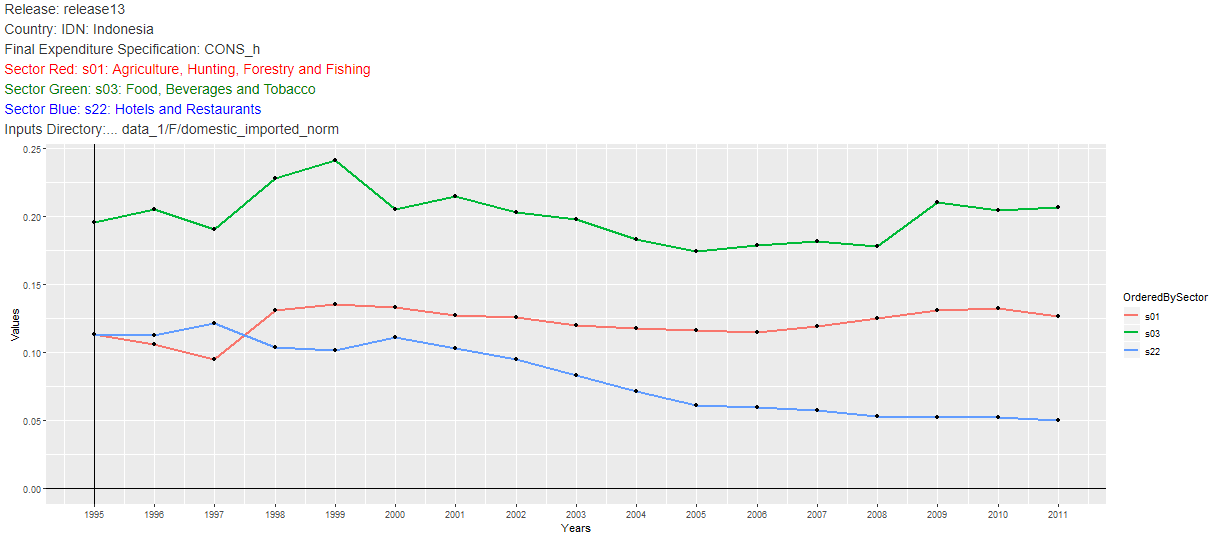 Release: release13
Country: IDN: Indonesia
Final Expenditure Specification: CONS_h
Sector Red: s01: Agriculture, Hunting, Forestry and Fishing
Sector Green: s03: Food, Beverages and Tobacco
Sector Blue: s22: Hotels and Restaurants
Inputs Directory:... data_1/F/domestic_imported_norm
0.25
0.20
0.15
0.10
0.05
0.00
Values
1995 1996 1997 1998 1999 2000 2001 2002 2003 2004 2005 2006 2007 2008 2009 2010 2011
Years
OrderedBySector
s01
s03
s22